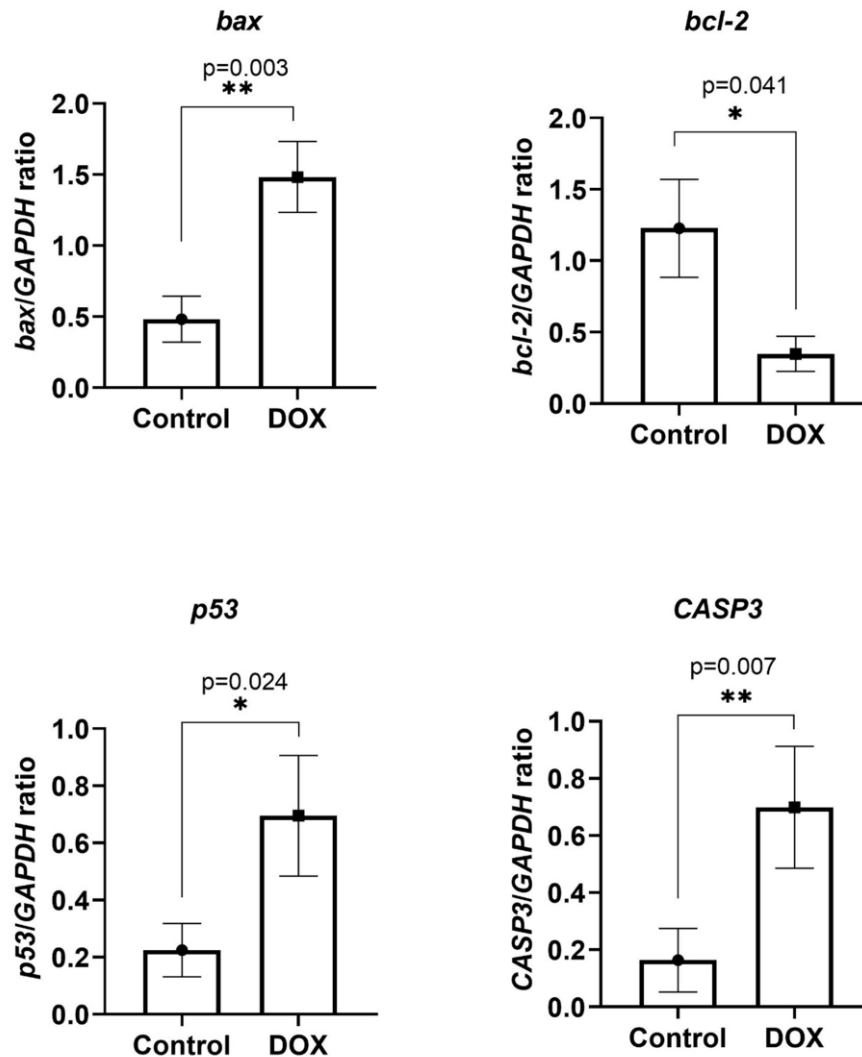 bax
p=0.003
**
bax/GAPDH ratio
2.0
1.5
1.0
0.5
0.0
Control DOX
bcl-2
p=0.041
*
bcl-2/GAPDH ratio
2.0
1.5
1.0
0.5
0.0
Control DOX
p53
p=0.024
*
p53/GAPDH ratio
1.0
0.8
0.6
0.4
0.2
0.0
Control DOX
CASP3
p=0.007
**
CASP3/GAPDH ratio
1.0
0.8
0.6
0.4
0.2
0.0
Control DOX